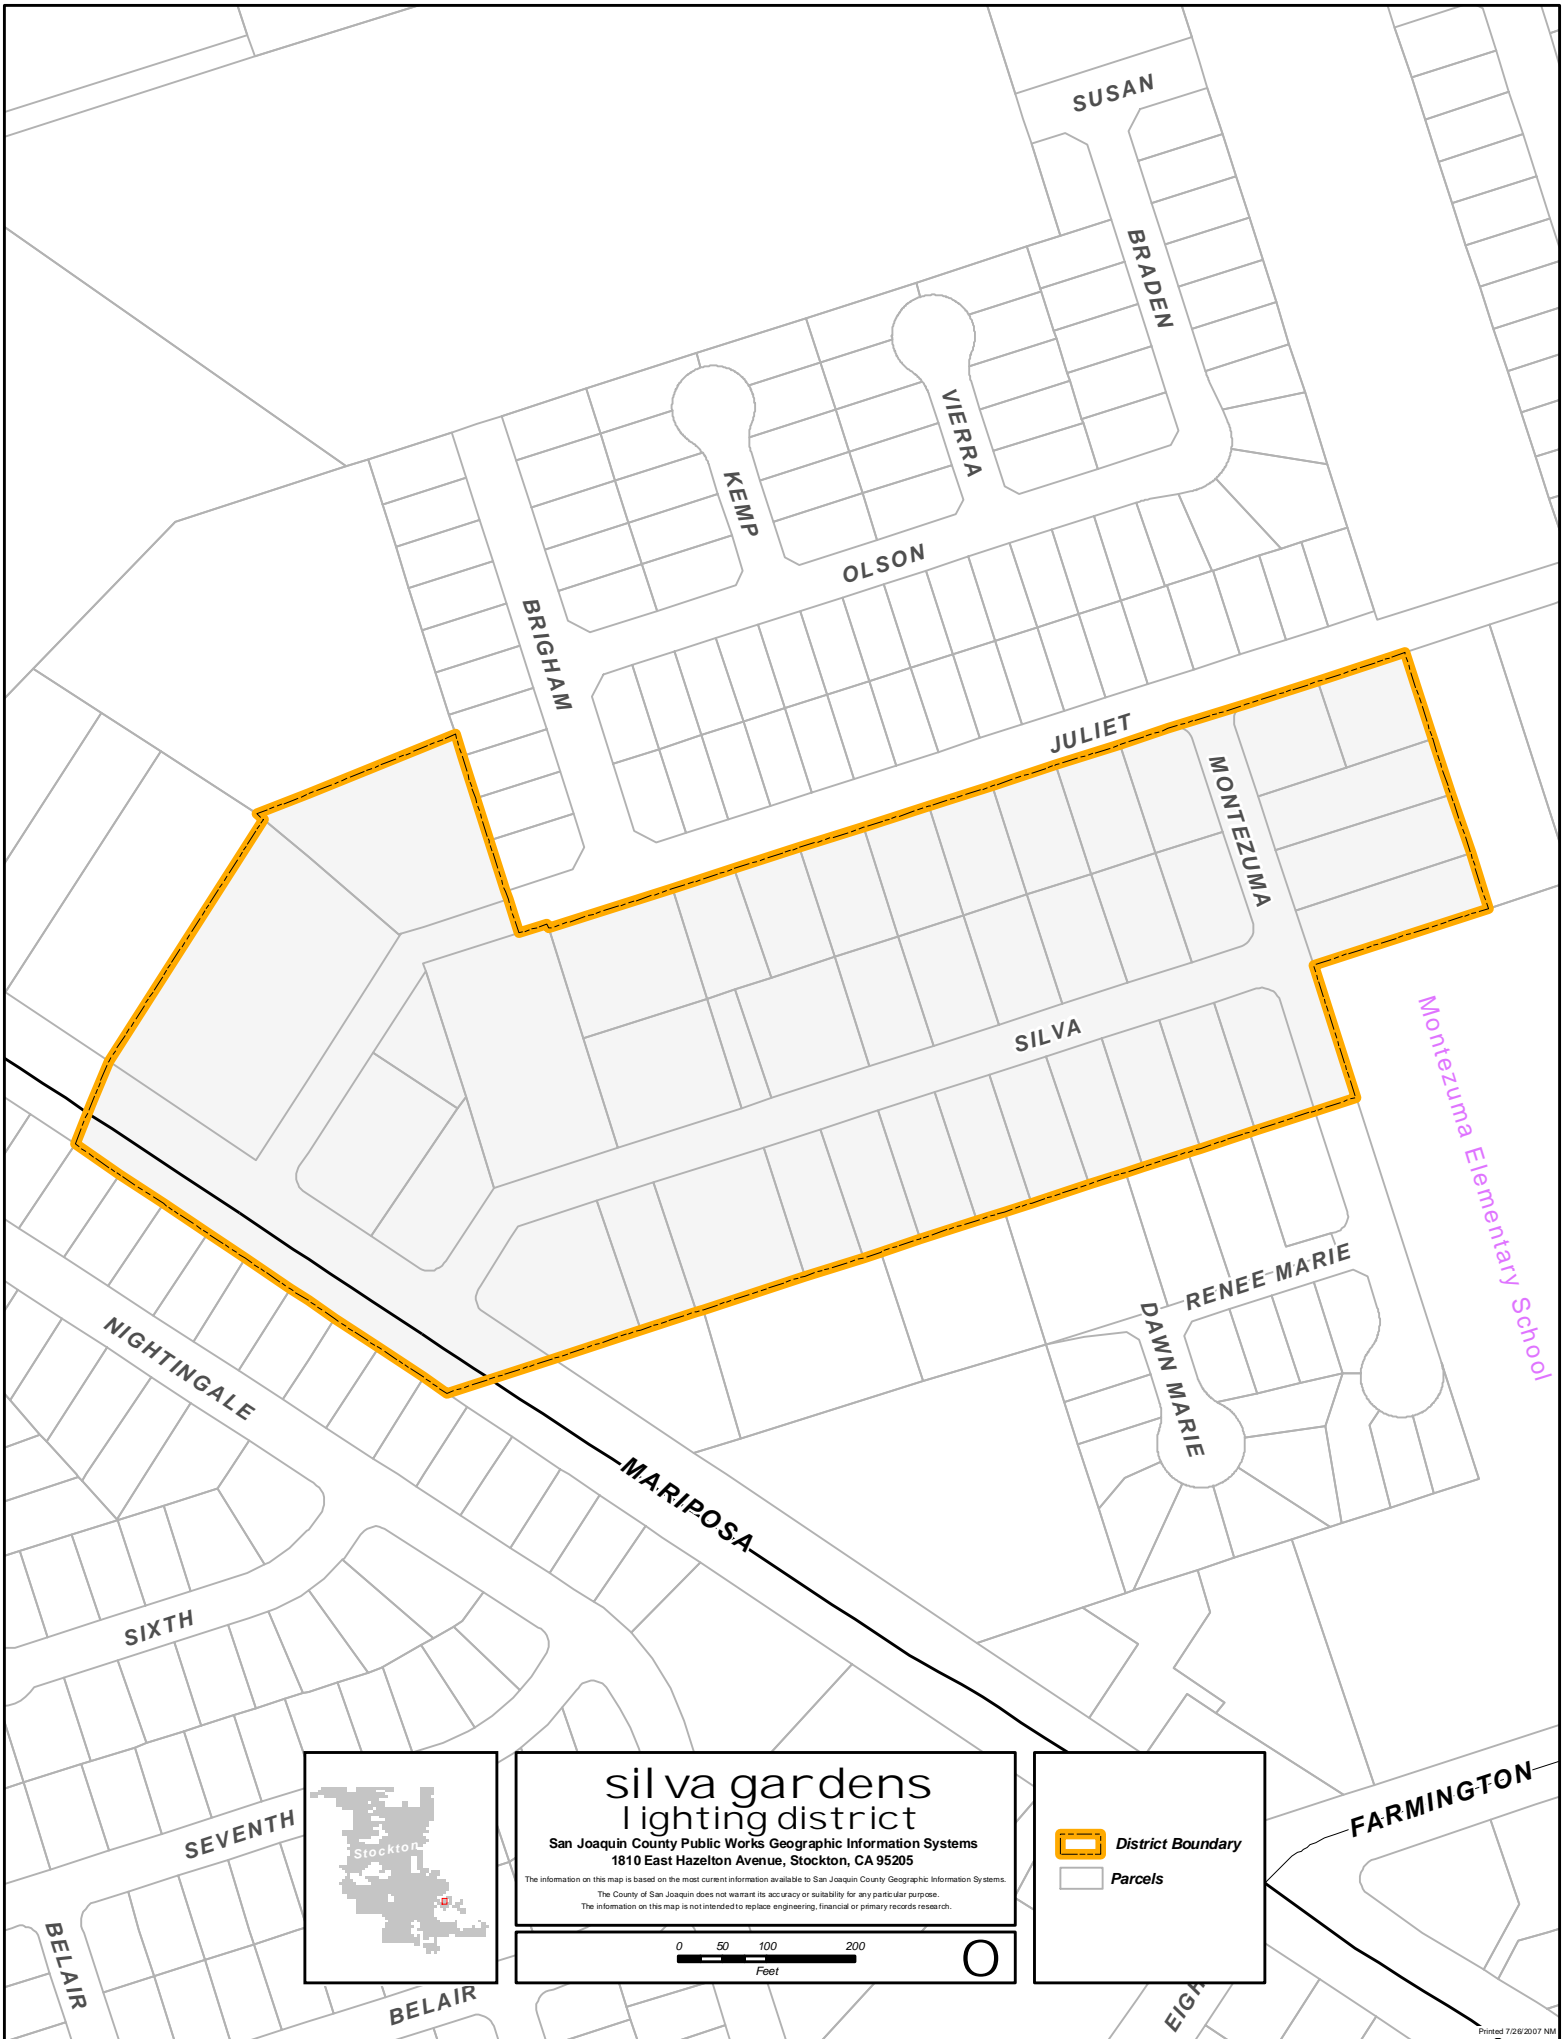 SUSAN
BRADEN
VIERRA
KEMP
OLSON
BRIGHAM
JULIET
MONTEZUMA
SILVA
Montezuma Elementary School
RENEE MARIE
DAWN MARIE
NIGHTINGALE
MARIPOSA
SIXTH
SEVENTH
FARMINGTON
BELAIR
BELAIR
Stockton
silva gardens
lighting district
San Joaquin County Public Works Geographic Information Systems
1810 East Hazelton Avenue, Stockton, CA 95205
The information on this map is based on the most current information available to San Joaquin County Geographic Information Systems.
The County of San Joaquin does not warrant its accuracy or suitability for any particular purpose.
The information on this map is not intended to replace engineering, financial or primary records research.
0 50 100 200
Feet
O
District Boundary
Parcels
Printed 7/26/2007 NM